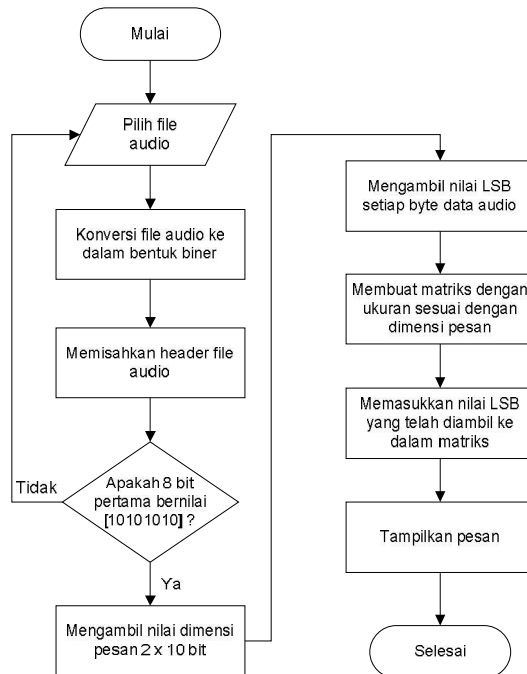 Mulai
Pilih file
audio
Konversi file audio ke
dalam bentuk biner
Memisahkan header file
audio
Apakah 8 bit
pertama bernilai
[10101010] ?
Tidak
Ya
Mengambil nilai dimensi
pesan 2 x 10 bit
Mengambil nilai LSB
setiap byte data audio
Membuat matriks dengan
ukuran sesuai dengan
dimensi pesan
Memasukkan nilai LSB
yang telah diambil ke
dalam matriks
Tampilkan pesan
Selesai